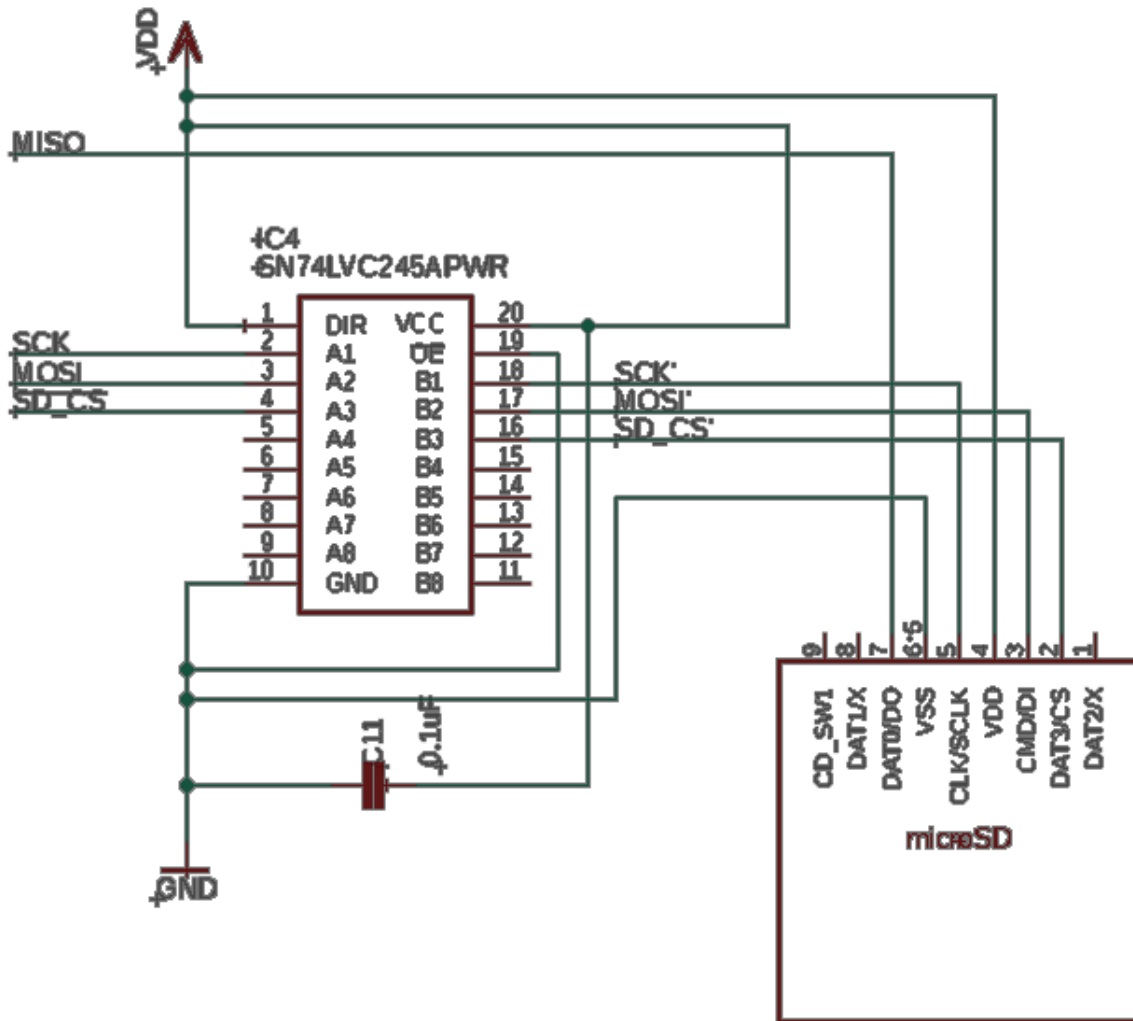 VDD
MISO
IC4
SN74LVC245APWR
1 DIR VCC 20
2 A1 OE 19
3 A2 B1 18
4 A3 B2 17
5 A4 B3 16
6 A5 B4 15
7 A6 B5 14
8 A7 B6 13
9 A8 B7 12
10 GND B8 11
SCK
MOSI
SD_CS
SCK'
MOSI'
SD_CS'
C11
0.1uF
GND
9 8 7 6*5 5 4 3 2 1
CD_SW1
DAT1/X
DAT0/DO
VSS
CLK/SCLK
VDD
CMD/DI
DAT3/CS
DAT2/X
microSD